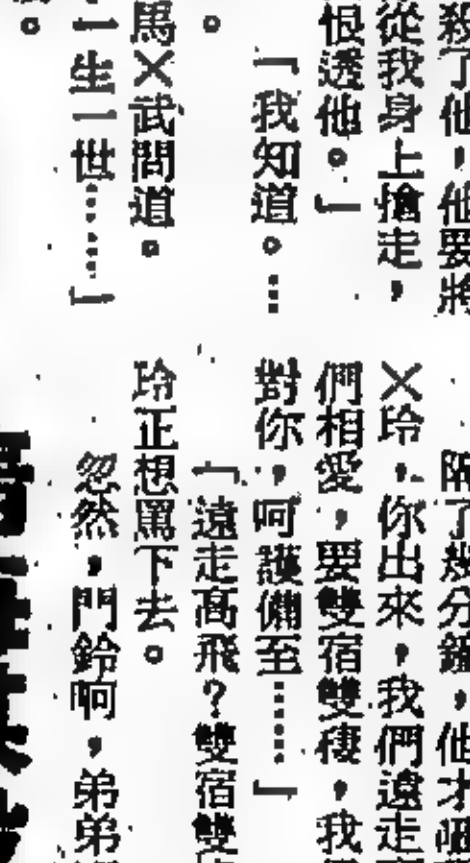 殺了他,他要將
從我身上搶走,
恨透他。」
「我知道。…
。
馬×武問道。
一生一世……」
。
隔了幾分鐘,他才
×玲,你出來,我們遠走
們相愛,要雙宿雙棲,我
對你,呵護備至……」
「遠走高飛?雙宿雙
玲正想罵下去。
忽然,門鈴啊,弟弟